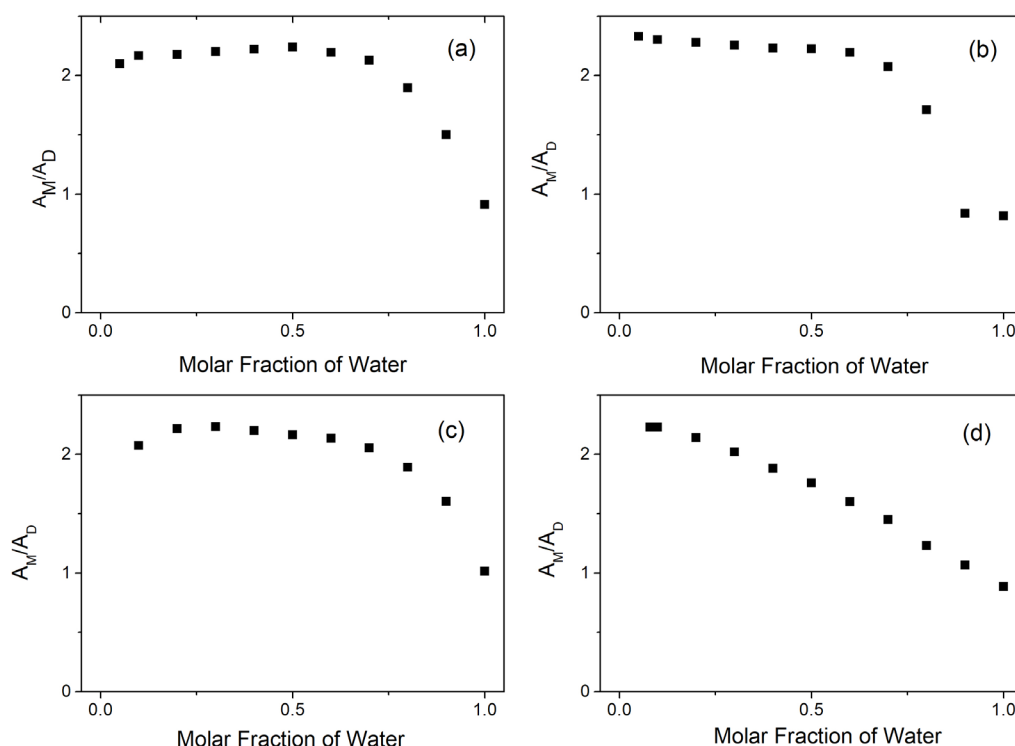 (a)
2
1
0
0.0 0.5 1.0
A_M/A_D
Molar Fraction of Water
(b)
2
1
0
0.0 0.5 1.0
A_M/A_D
Molar Fraction of Water
(c)
2
1
0
0.0 0.5 1.0
A_M/A_D
Molar Fraction of Water
(d)
2
1
0
0.0 0.5 1.0
A_M/A_D
Molar Fraction of Water